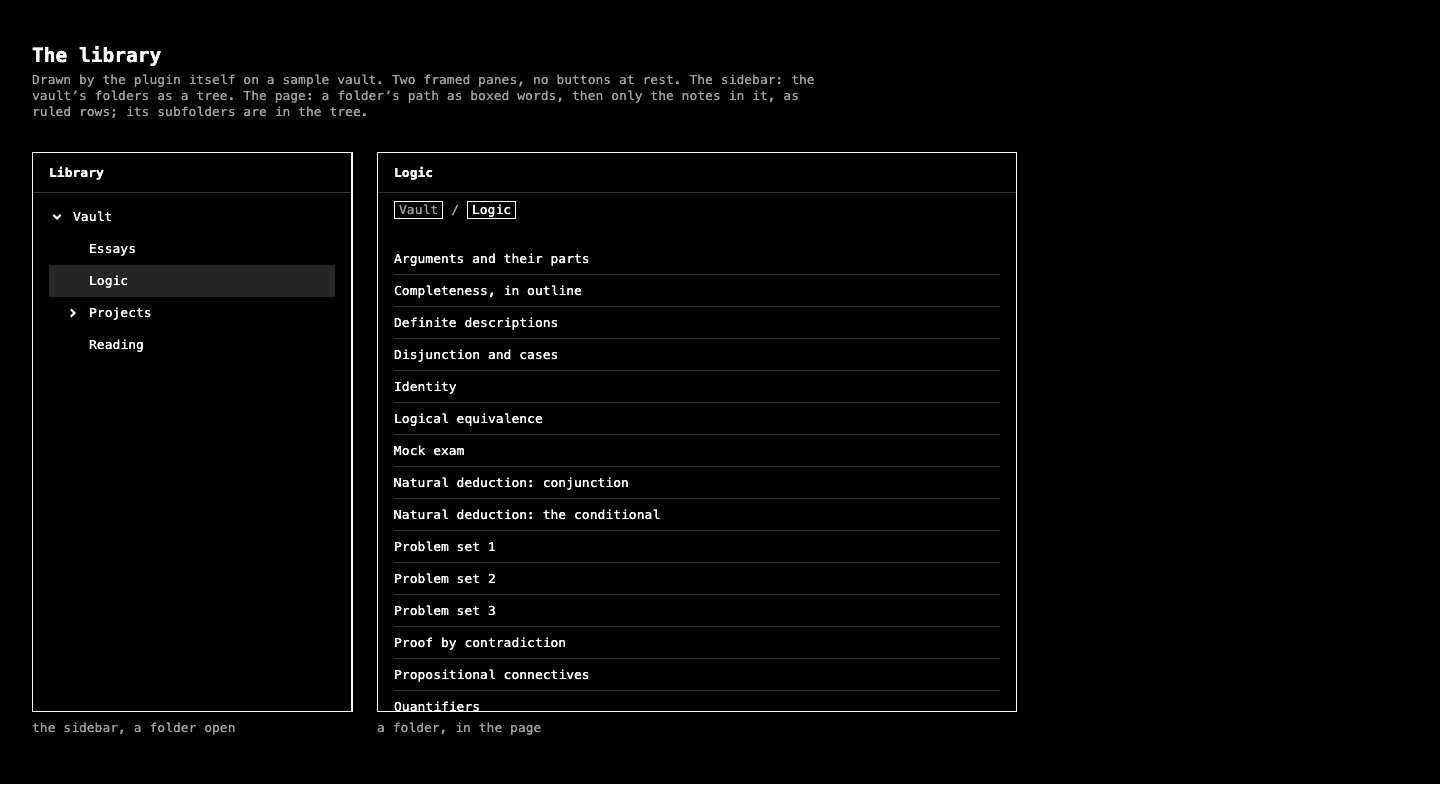 The library
Drawn by the plugin itself on a sample vault. Two framed panes, no buttons at rest. The sidebar: the
vault’s folders as a tree. The page: a folder’s path as boxed words, then only the notes in it, as
ruled rows; its subfolders are in the tree.
Library
Vault
Essays
Logic
Projects
Reading
the sidebar, a folder open
Logic
Vault / Logic
Arguments and their parts
Completeness, in outline
Definite descriptions
Disjunction and cases
Identity
Logical equivalence
Mock exam
Natural deduction: conjunction
Natural deduction: the conditional
Problem set 1
Problem set 2
Problem set 3
Proof by contradiction
Propositional connectives
Quantifiers
a folder, in the page